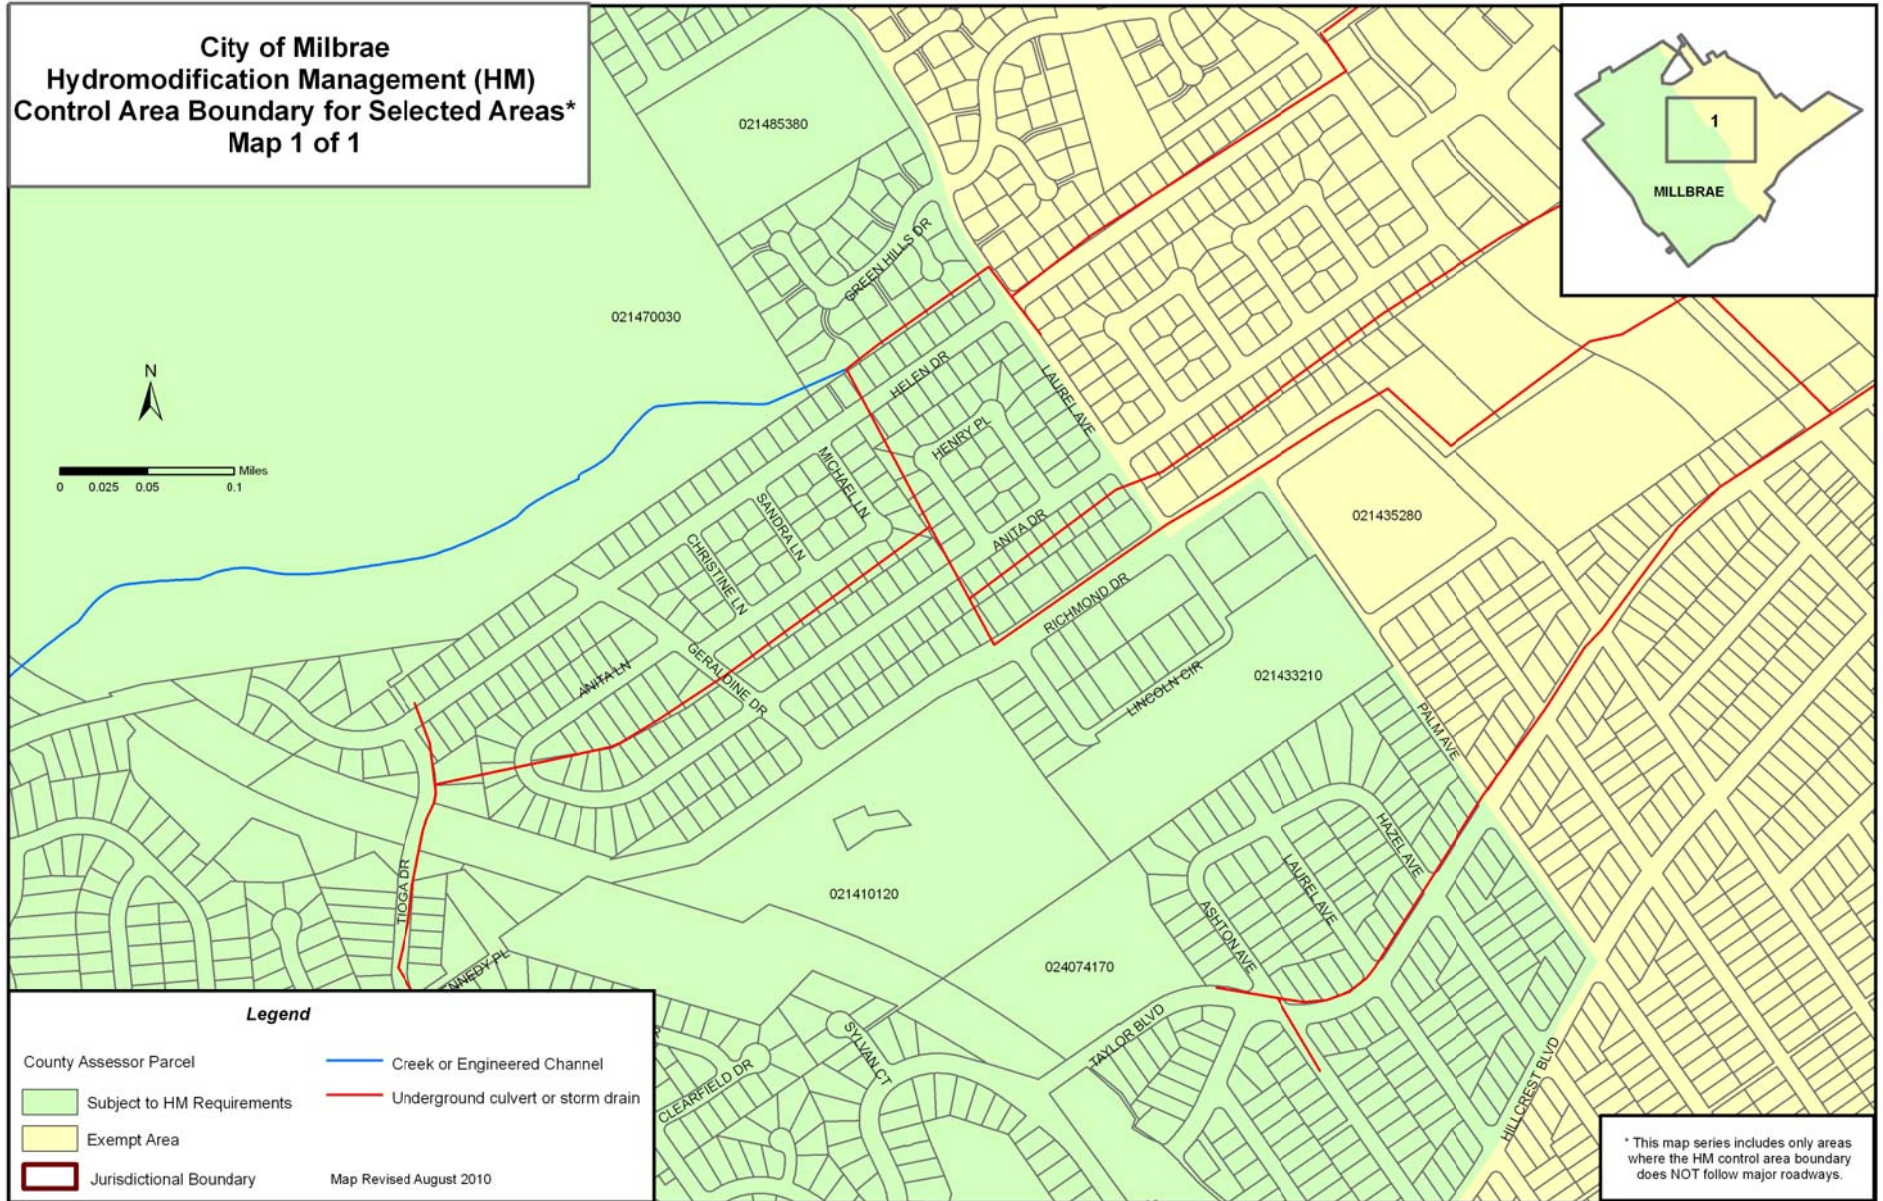 City of Milbrae
Hydromodification Management (HM)
Control Area Boundary for Selected Areas*
Map 1 of 1
1
MILLBRAE
021485380
GREEN HILLS DR
021470030
N
HELEN DR
LAUREL AVE
HENRY PL
MICHAEL LN
Miles
0 0.025 0.05 0.1
SANDRA LN
CHRISTINE LN
ANITA DR
021435280
RICHMOND DR
ANITA LN
GERALDINE DR
LINCOLN CIR
021433210
PALM AVE
HAZEL AVE
LAUREL AVE
TIOGA DR
021410120
ASHTON AVE
024074170
NNEDY PL
SYLVAN CT
TAYLOR BLVD
CLEARFIELD DR
HILLCREST BLVD
Legend
County Assessor Parcel
Subject to HM Requirements
Exempt Area
Jurisdictional Boundary
Creek or Engineered Channel
Underground culvert or storm drain
Map Revised August 2010
* This map series includes only areas
where the HM control area boundary
does NOT follow major roadways.